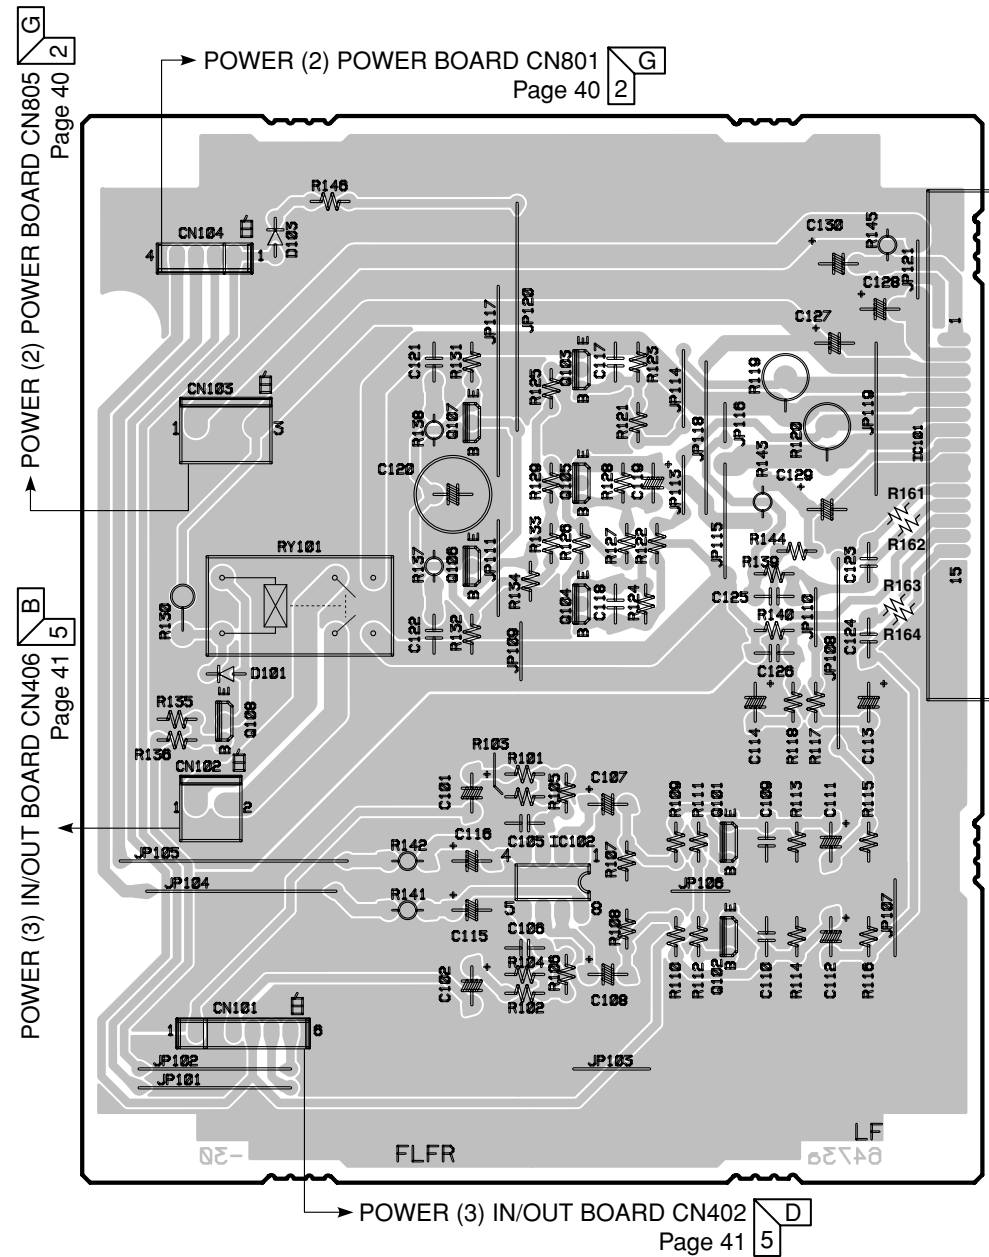 G
2
POWER (2) POWER BOARD CN805
Page 40
POWER (2) POWER BOARD CN801
G
Page 40
2
R146
D103
CN104
4
1
C130
R145
JP121
C128
C127
1
JP117
JP120
CN103
1
3
C121
R131
Q103
E
B
C117
R123
R125
JP114
R119
JP119
R138
Q107
E
B
R121
JP118
JP116
R120
IC101
C120
R129
Q105
E
B
R128
C119
JP113
R143
C129
R161
R162
RY101
R133
R126
R127
R122
JP115
R144
R139
C123
15
R137
Q106
E
B
JP111
R134
Q104
E
B
C118
R124
C125
R140
JP110
R163
R164
R130
C122
R132
JP109
C126
JP108
C124
B
5
POWER (3) IN/OUT BOARD CN406
Page 41
D101
R135
R136
Q108
E
B
C114
R118
R117
C113
CN102
1
2
R103
R101
C101
R105
C107
R109
R111
Q101
E
B
C109
R113
C111
R115
C105
IC102
C116
R142
JP105
4
1
R107
JP104
R141
5
8
JP106
JP107
C115
C106
R108
R104
R106
C102
R102
C108
R110
R112
Q102
E
B
C110
R114
C112
R116
CN101
1
6
JP102
JP101
JP103
LF
-30
FLFR
6473a
POWER (3) IN/OUT BOARD CN402
D
Page 41
5